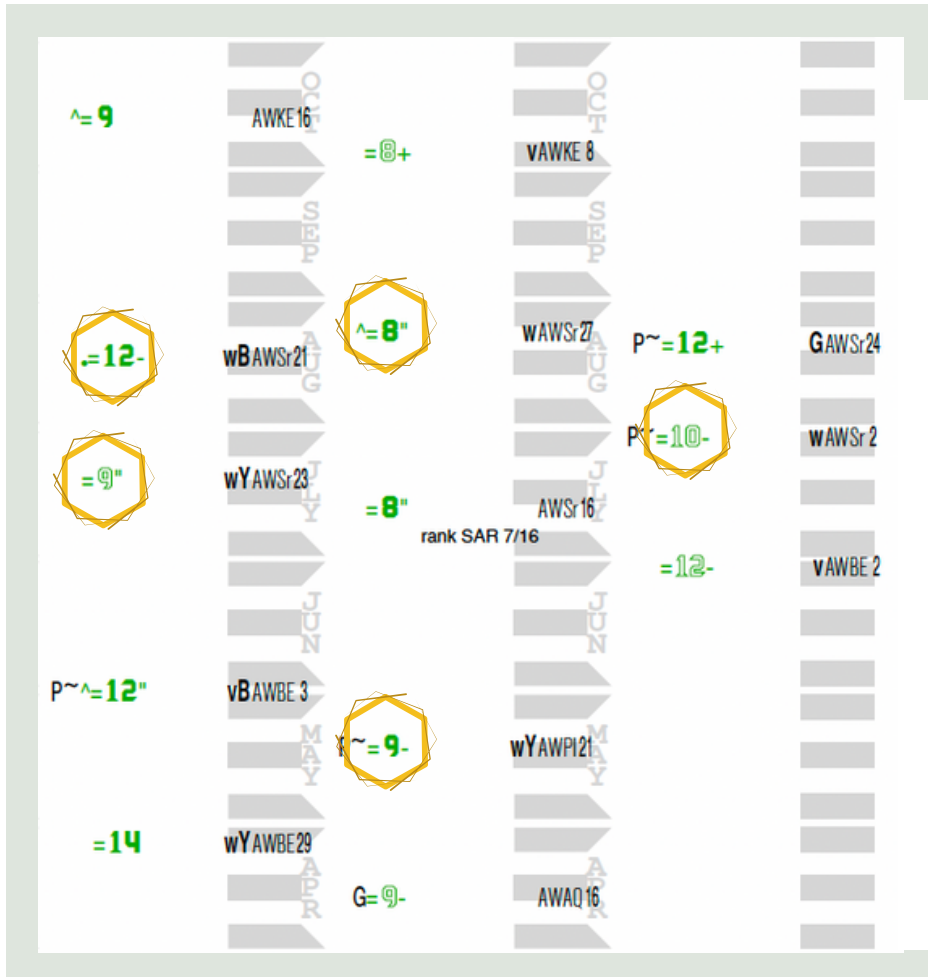 OCT OCT
^=9 AWKE16
=8+ vAWKE 8
SEP SEP
^=8" wAWSr27
P~=12+ GAWSr24
.=12- wBAWSr21
AUG AUG
P~=10- wAWSr 2
=9" wYAWSr23
JLY JLY
=8" AWSr16
rank SAR 7/16
=12- vAWBE 2
JUN JUN
P~^=12" vBAWBE 3
P~=9- wYAWPI21
MAY MAY
=14 wYAWBE29
G=9- AWAQ16
APR APR